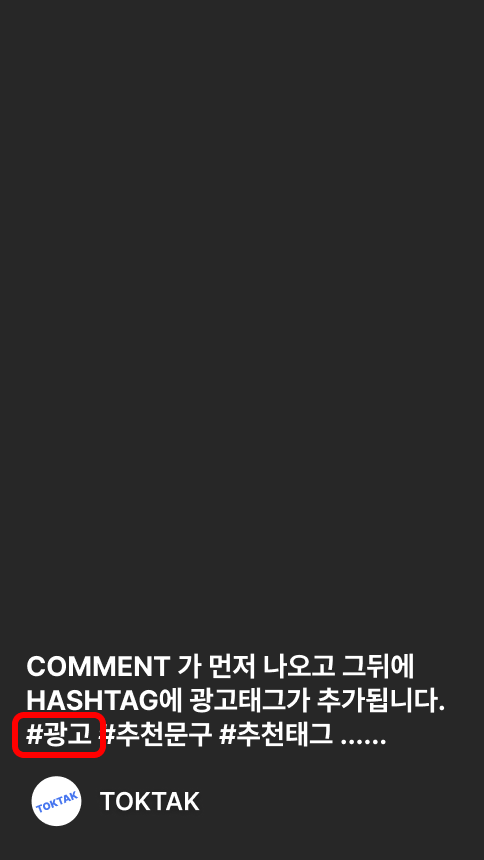 COMMENT 가 먼저 나오고 그뒤에
HASHTAG에 광고태그가 추가됩니다.
#광고 #추천문구 #추천태그 ......
TOKTAK
TOKTAK